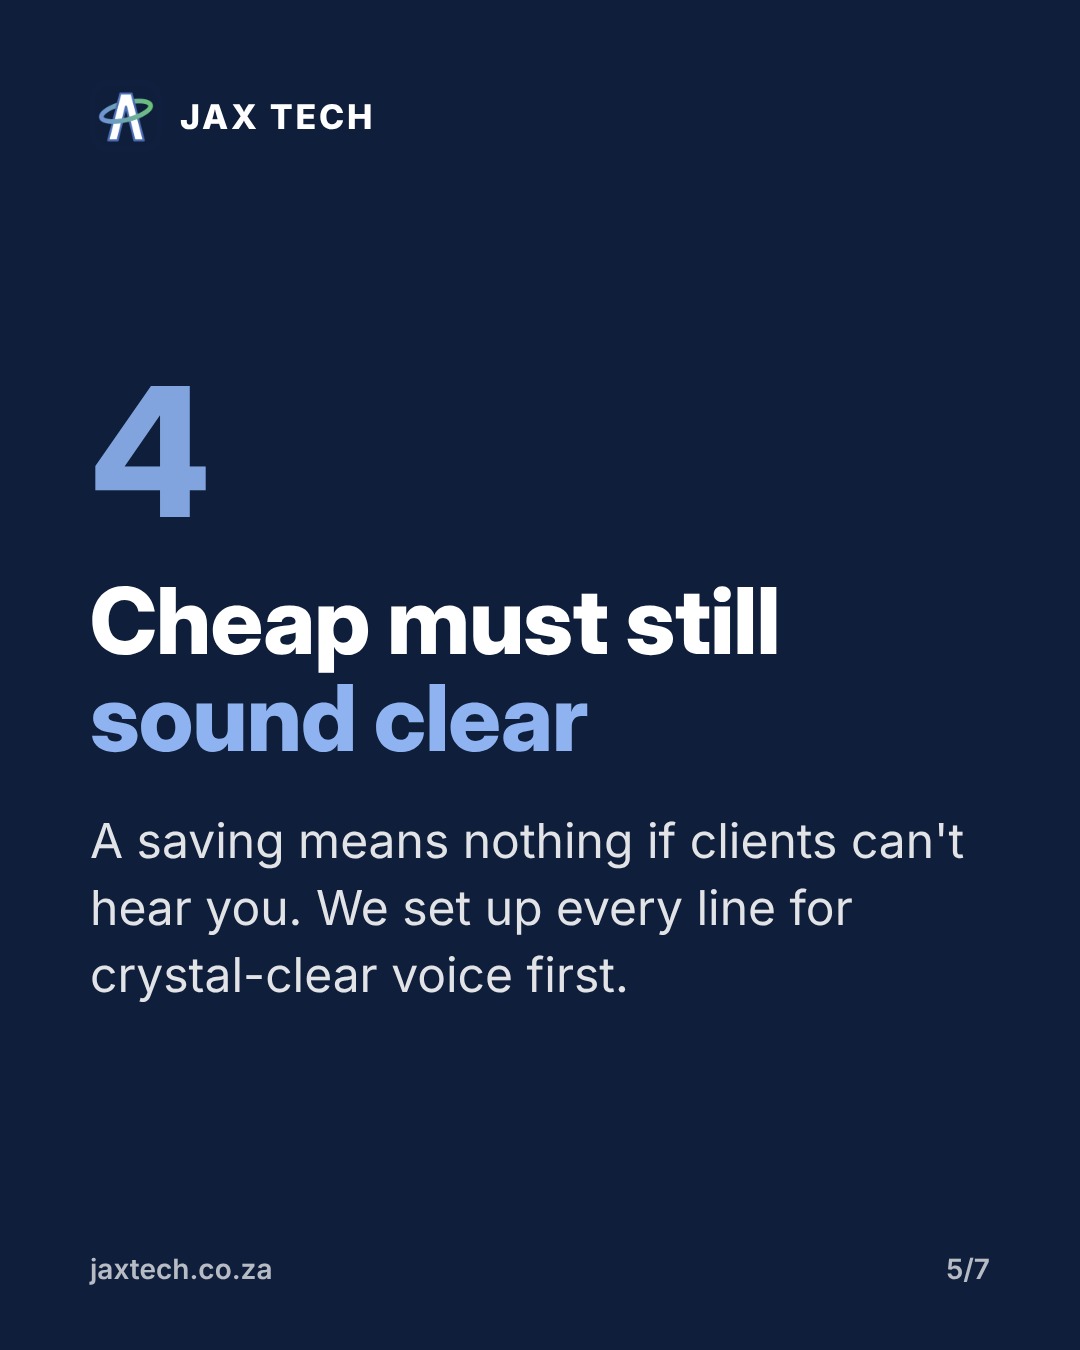 JAX TECH
4
Cheap must still
sound clear
A saving means nothing if clients can't
hear you. We set up every line for
crystal-clear voice first.
jaxtech.co.za
5/7